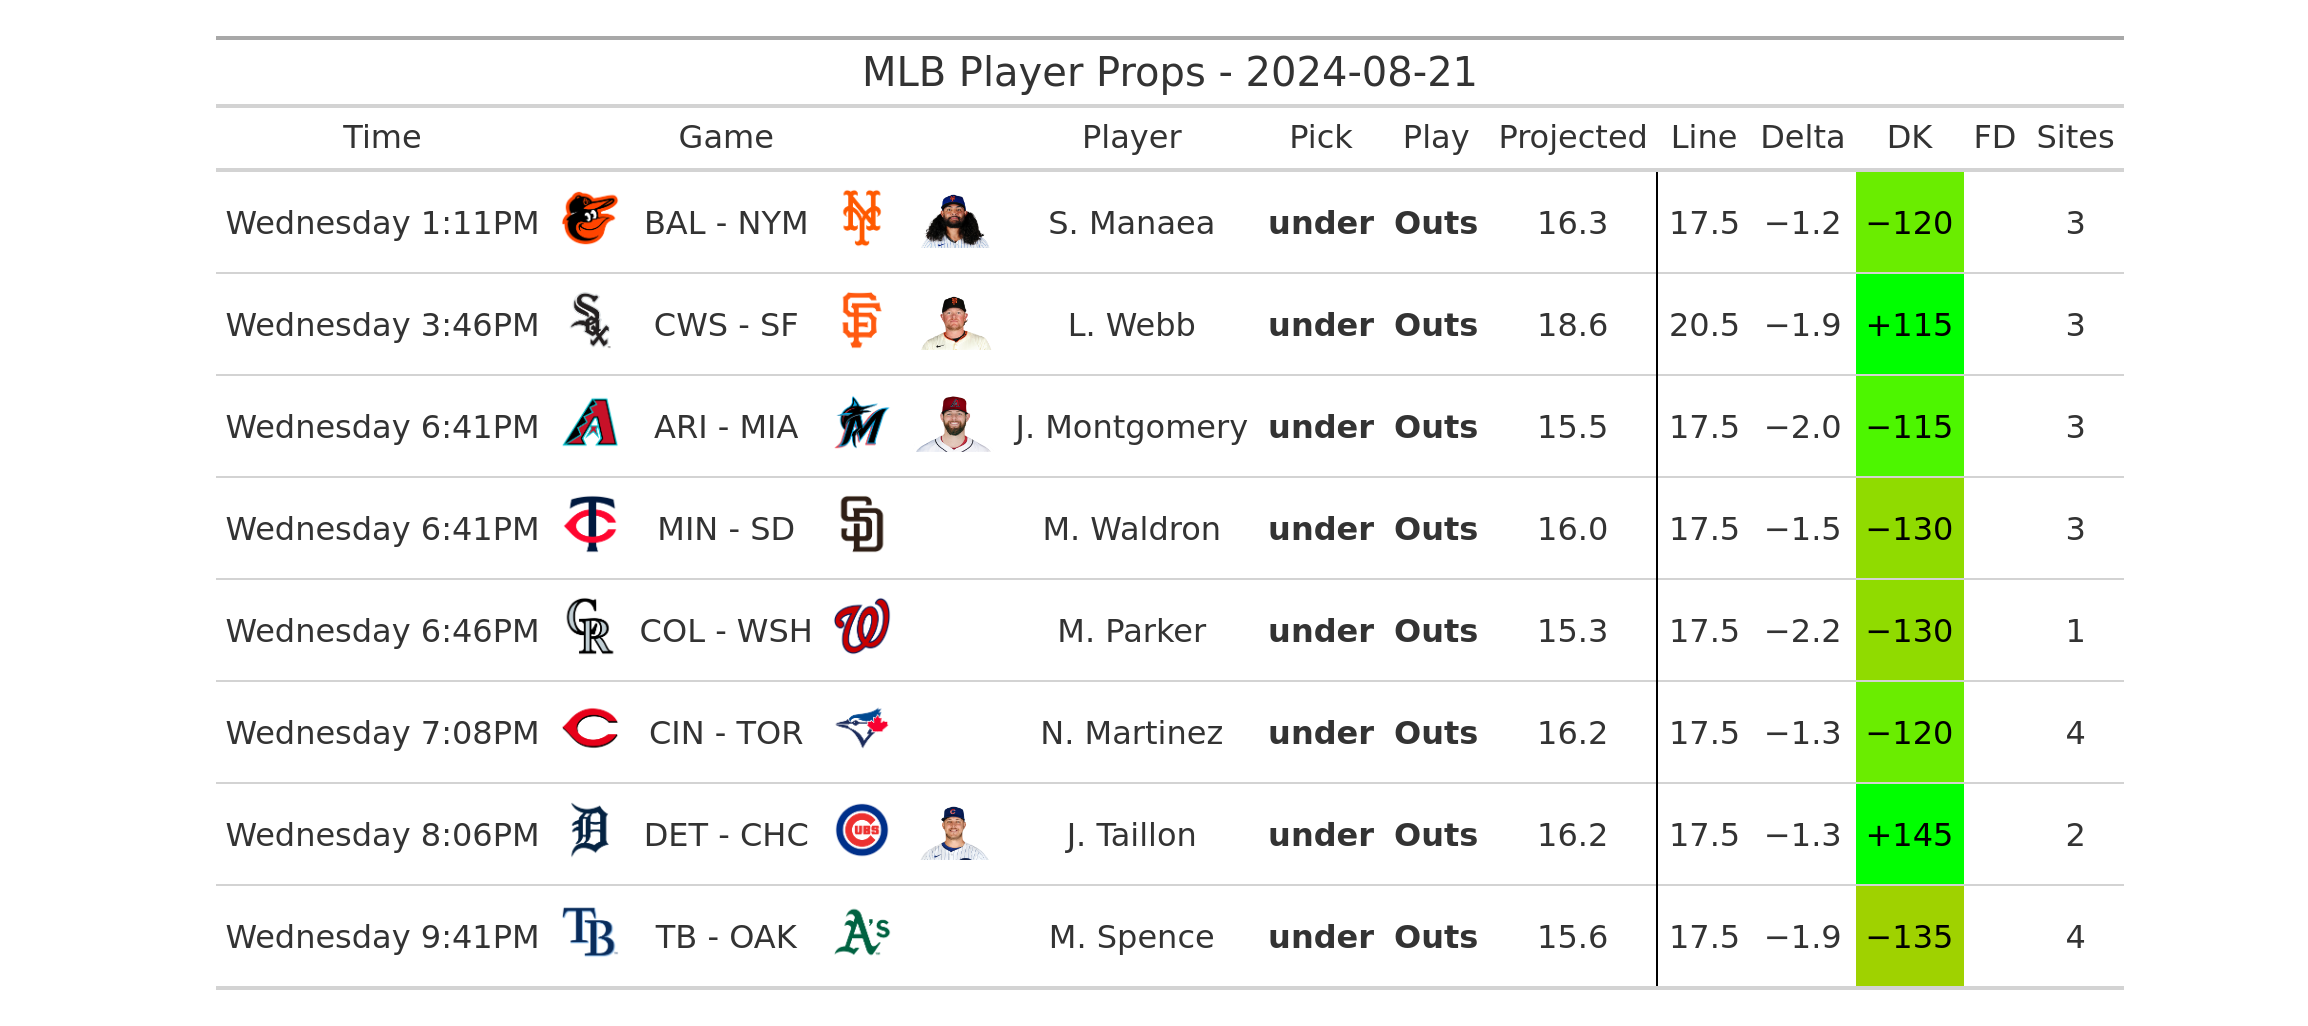 MLB Player Props - 2024-08-21
Time Game Player Pick Play Projected Line Delta DK FD Sites
Wednesday 1:11PM BAL - NYM S. Manaea under Outs 16.3 17.5 −1.2 −120 3
Wednesday 3:46PM CWS - SF L. Webb under Outs 18.6 20.5 −1.9 +115 3
Wednesday 6:41PM ARI - MIA J. Montgomery under Outs 15.5 17.5 −2.0 −115 3
Wednesday 6:41PM MIN - SD M. Waldron under Outs 16.0 17.5 −1.5 −130 3
Wednesday 6:46PM COL - WSH M. Parker under Outs 15.3 17.5 −2.2 −130 1
Wednesday 7:08PM CIN - TOR N. Martinez under Outs 16.2 17.5 −1.3 −120 4
Wednesday 8:06PM DET - CHC J. Taillon under Outs 16.2 17.5 −1.3 +145 2
Wednesday 9:41PM TB - OAK M. Spence under Outs 15.6 17.5 −1.9 −135 4